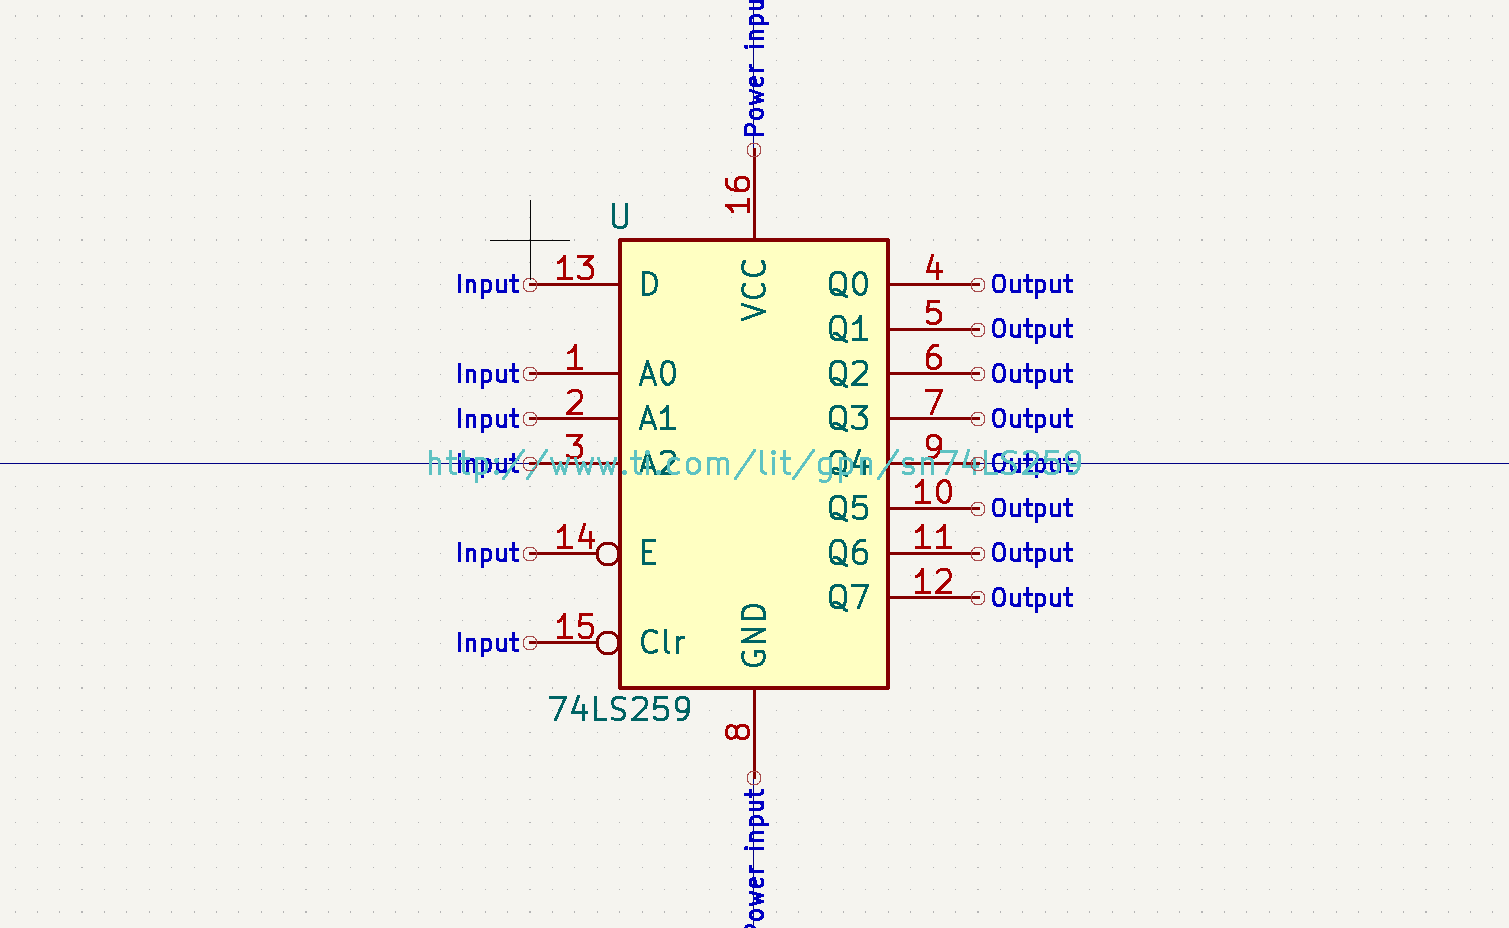 Power inpu
16
U
13
Input
D
VCC
Q0
4
Output
Q1
5
Output
1
Input
A0
Q2
6
Output
2
Input
A1
Q3
7
Output
3
Input
A2
http://www.ti.com/lit/gpn/sn74LS259
Q4
9
Output
Q5
10
Output
14
Input
E
Q6
11
Output
Q7
12
Output
15
Input
Clr
GND
74LS259
8
Power input